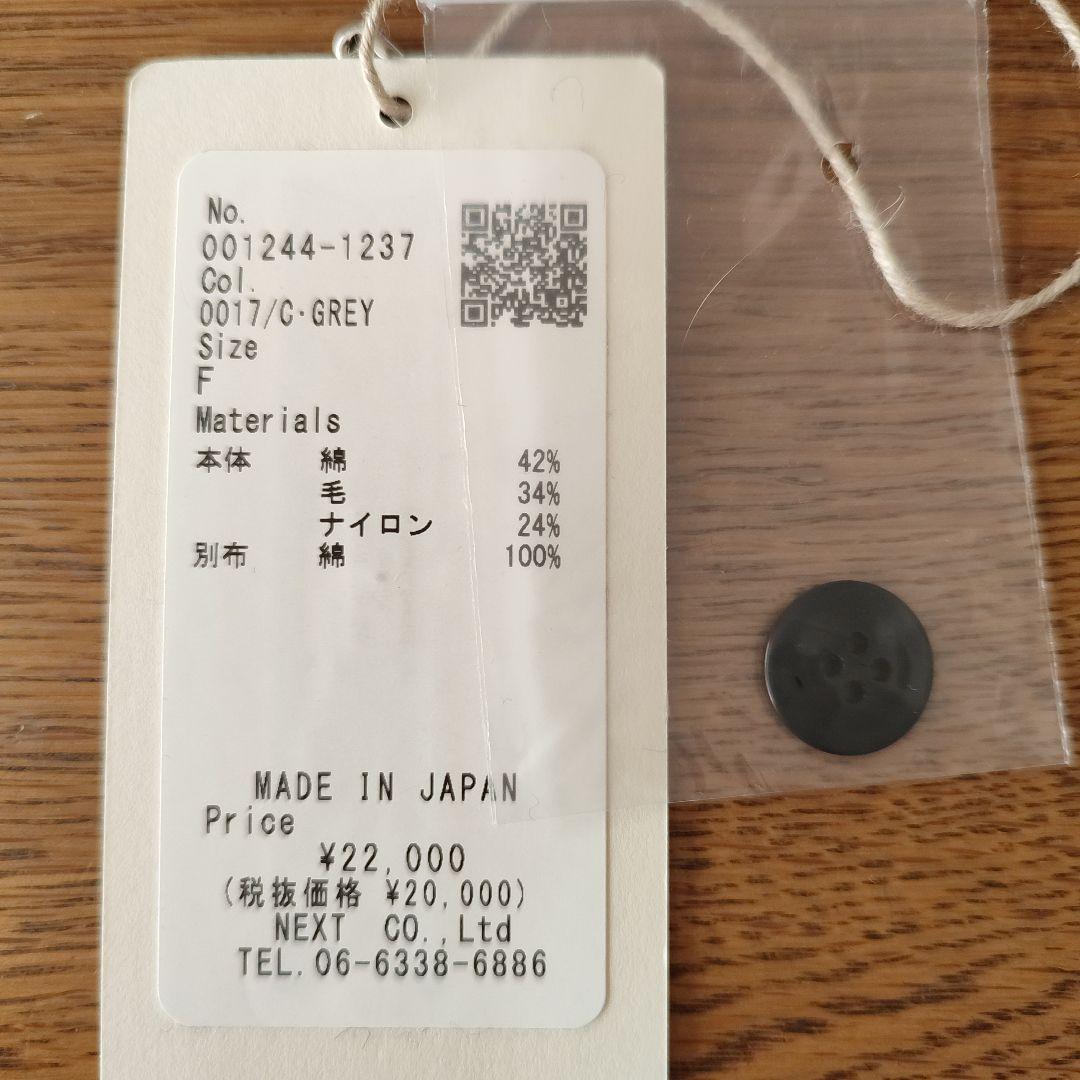 No.
001244-1237
Col.
0017/C·GREY
Size
F
Materials
本体 綿 42%
毛 34%
ナイロン 24%
別布 綿 100%
MADE IN JAPAN
Price
¥22,000
(税抜価格 ¥20,000)
NEXT CO.,Ltd
TEL.06-6338-6886